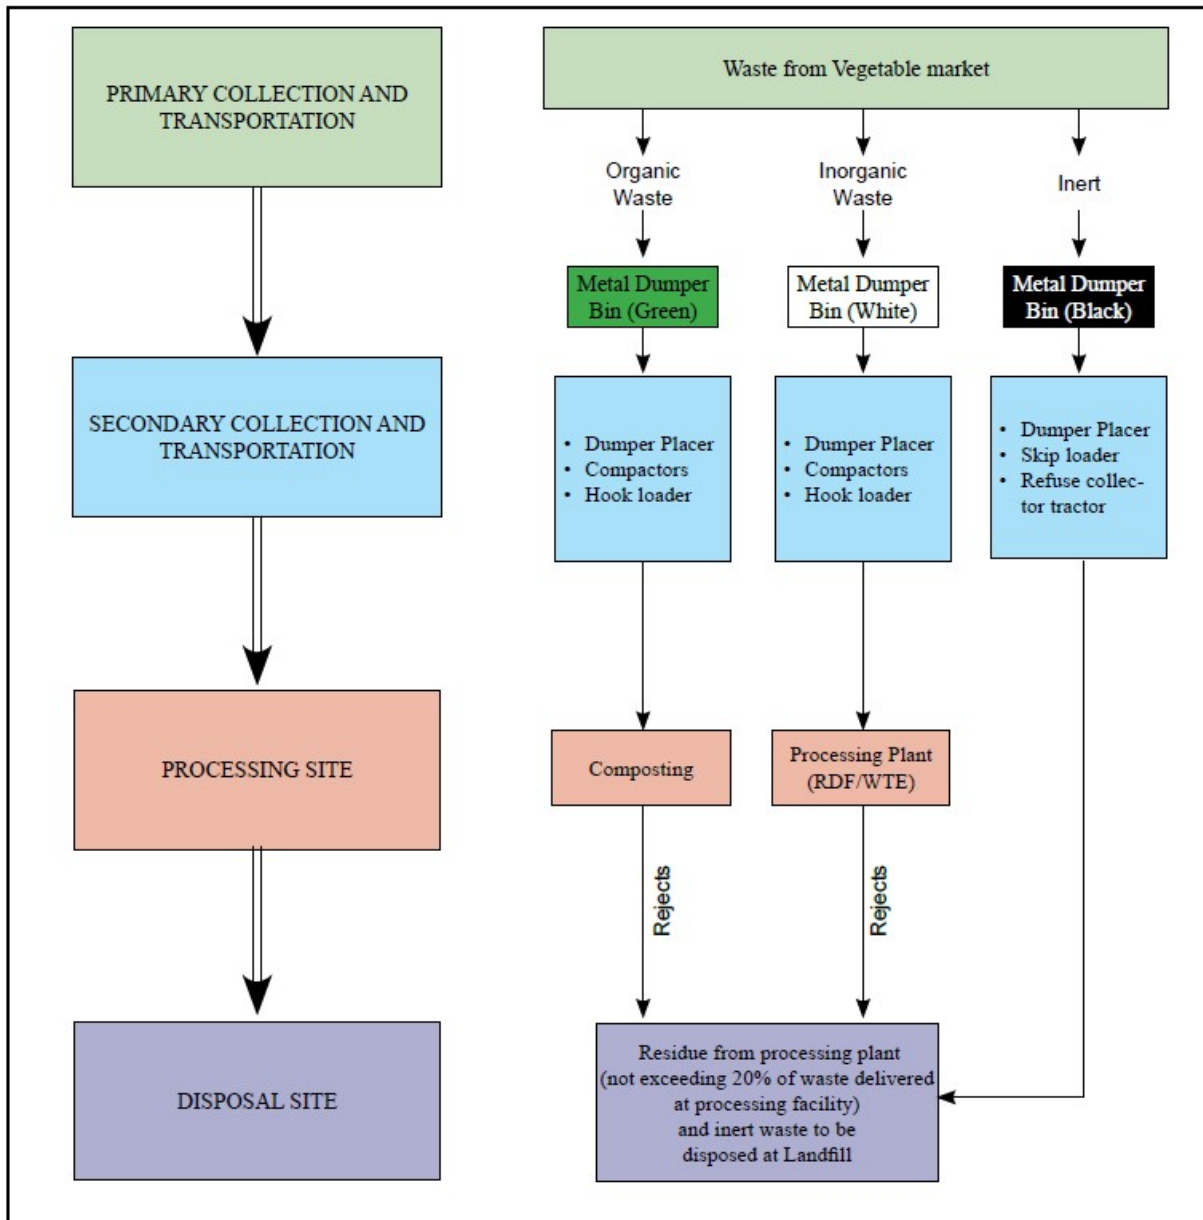 PRIMARY COLLECTION AND
TRANSPORTATION
SECONDARY COLLECTION AND
TRANSPORTATION
PROCESSING SITE
DISPOSAL SITE
Waste from Vegetable market
Organic
Waste
Inorganic
Waste
Inert
Metal Dumper
Bin (Green)
Metal Dumper
Bin (White)
Metal Dumper
Bin (Black)
• Dumper Placer
• Compactors
• Hook loader
• Dumper Placer
• Compactors
• Hook loader
• Dumper Placer
• Skip loader
• Refuse collec-
tor tractor
Composting
Processing Plant
(RDF/WTE)
Rejects
Rejects
Residue from processing plant
(not exceeding 20% of waste delivered
at processing facility)
and inert waste to be
disposed at Landfill